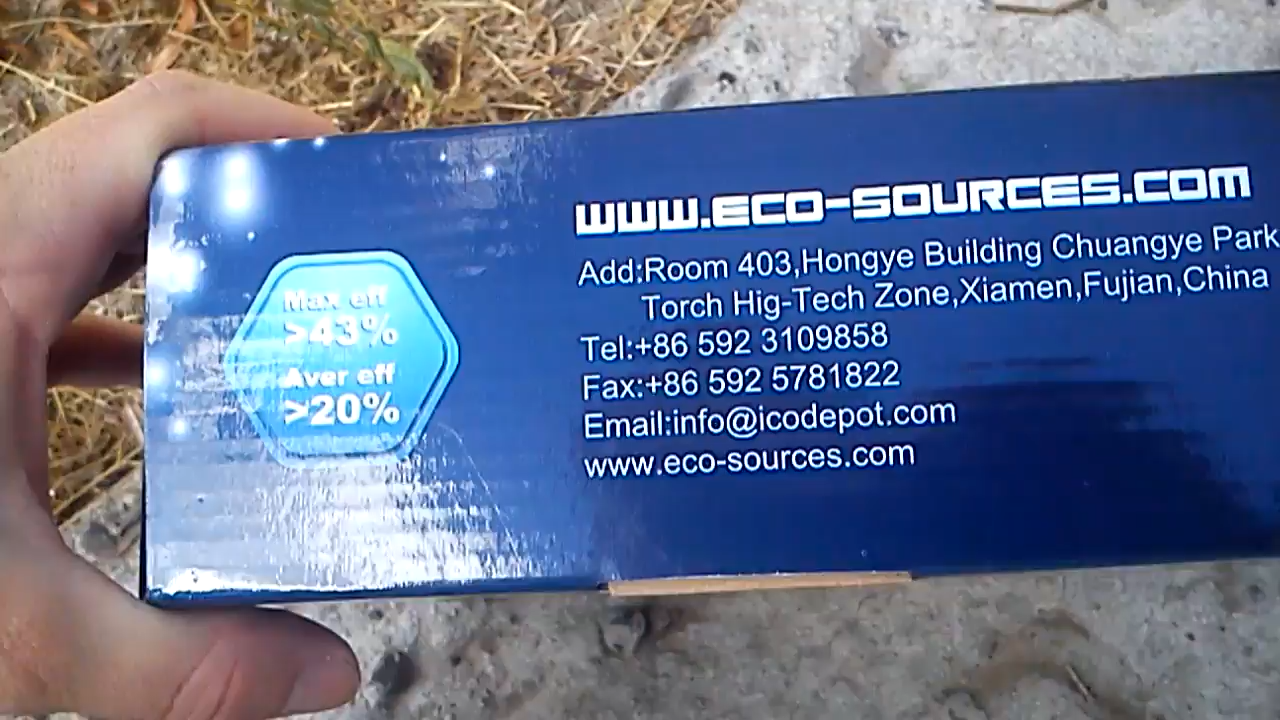 Max eff
>43%
Aver eff
>20%
WWW.ECO-SOURCES.COM
Add:Room 403,Hongye Building Chuangye Park
Torch Hig-Tech Zone,Xiamen,Fujian,China
Tel:+86 592 3109858
Fax:+86 592 5781822
Email:info@icodepot.com
www.eco-sources.com